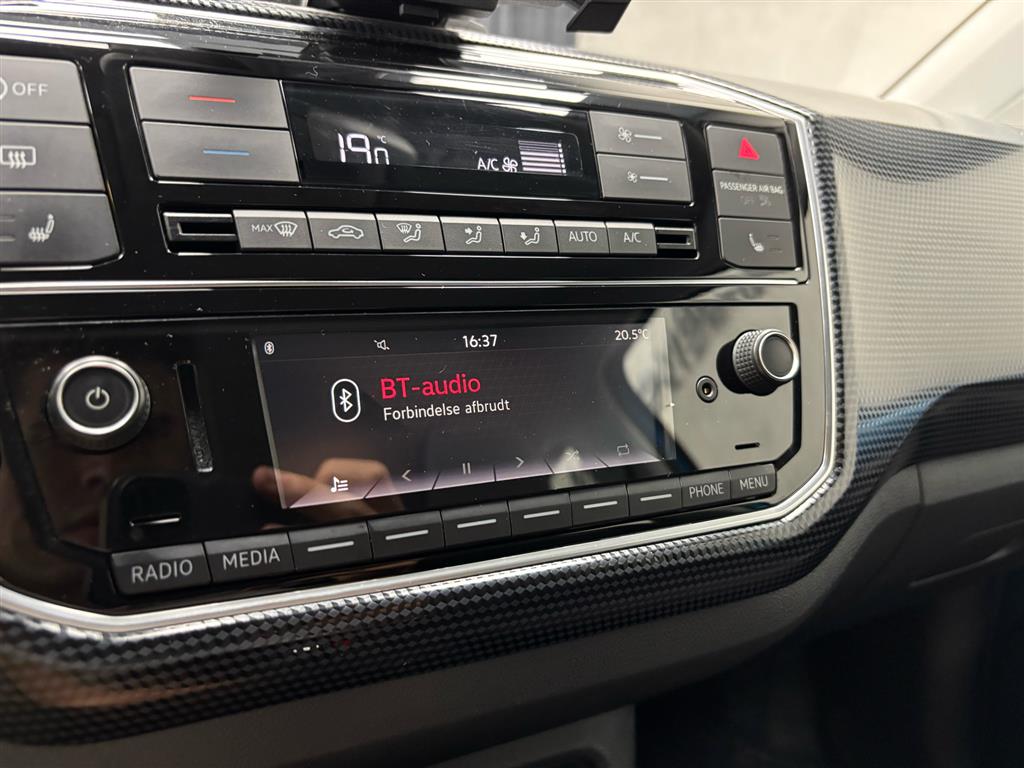 OFF
19.0 °C
A/C
PASSENGER AIR BAG
OFF
MAX
AUTO
A/C
16:37
20.5°C
BT-audio
Forbindelse afbrudt
RADIO
MEDIA
PHONE
MENU